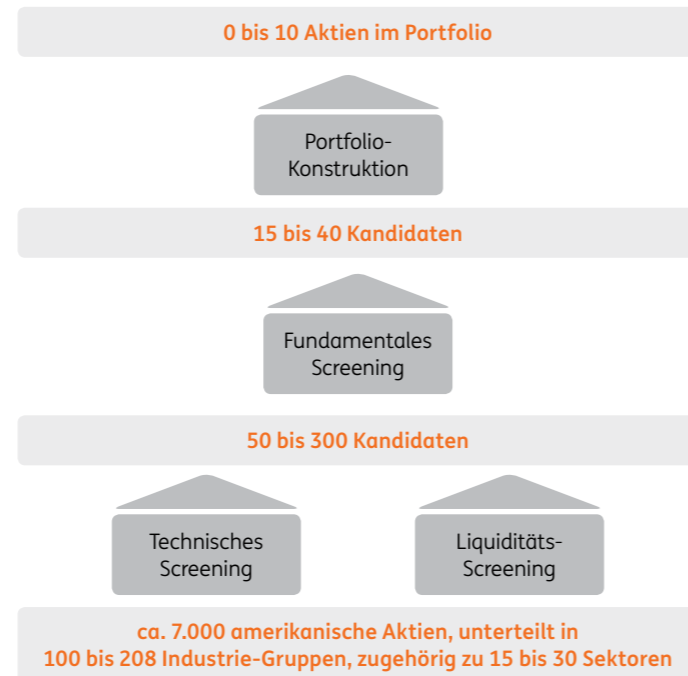 0 bis 10 Aktien im Portfolio
Portfolio-
Konstruktion
15 bis 40 Kandidaten
Fundamentales
Screening
50 bis 300 Kandidaten
Technisches
Screening
Liquiditäts-
Screening
ca. 7.000 amerikanische Aktien, unterteilt in
100 bis 208 Industrie-Gruppen, zugehörig zu 15 bis 30 Sektoren